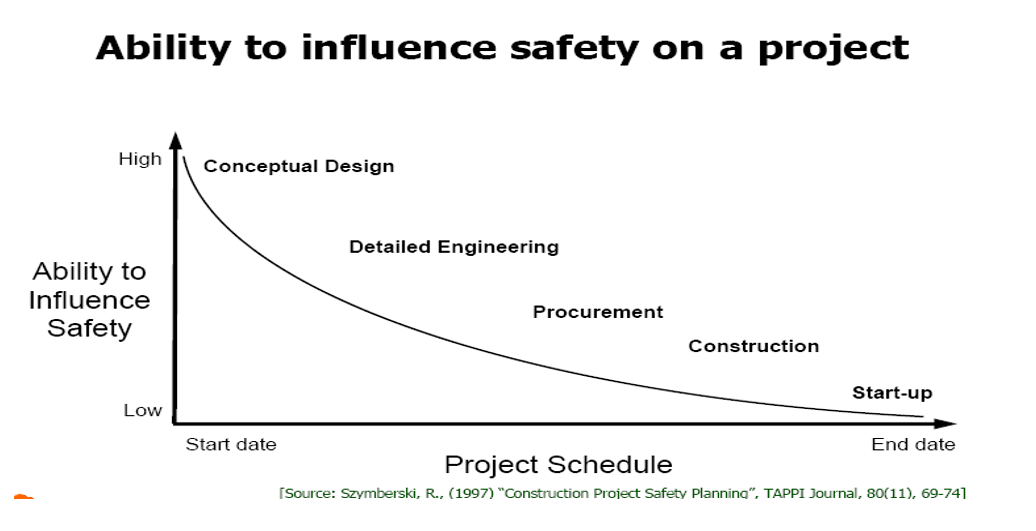 Ability to influence safety on a project
High
Conceptual Design
Detailed Engineering
Ability to
Influence
Safety
Procurement
Construction
Start-up
Low
Start date
End date
Project Schedule
[Source: Szymberski, R., (1997) “Construction Project Safety Planning”, TAPPI Journal, 80(11), 69-74]